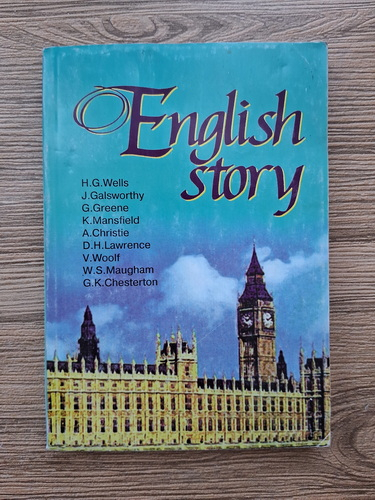 English
story
H.G.Wells
J.Galsworthy
G.Greene
K.Mansfield
A.Christie
D.H.Lawrence
V.Woolf
W.S.Maugham
G.K.Chesterton